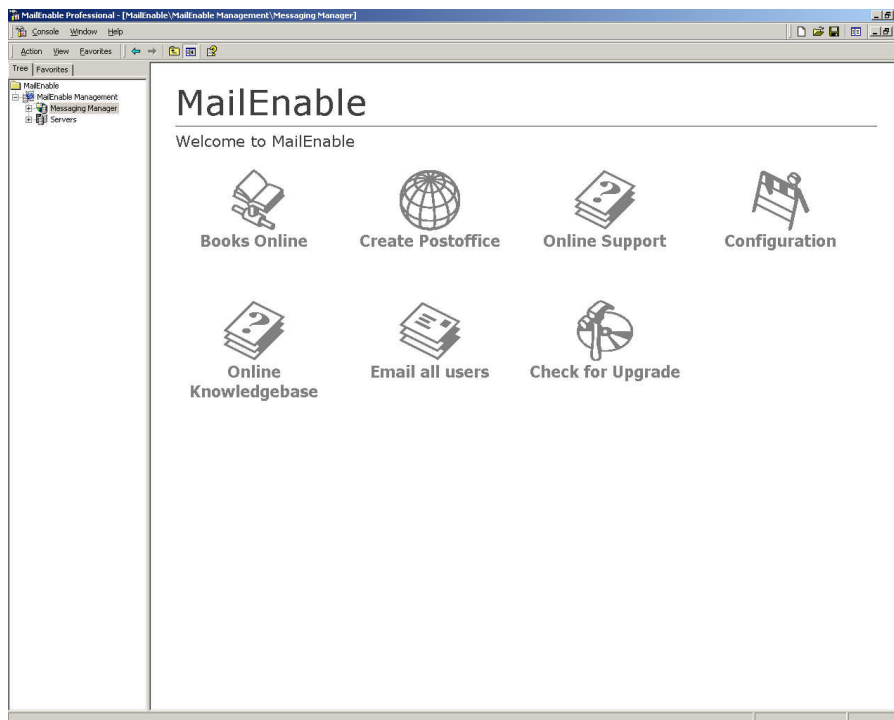 MailEnable Professional - [MailEnable\MailEnable Management\Messaging Manager]
Console Window Help
Action View Favorites
Tree Favorites
MailEnable
MailEnable Management
Messaging Manager
Servers
MailEnable
Welcome to MailEnable
Books Online Create Postoffice Online Support Configuration
Online Knowledgebase Email all users Check for Upgrade